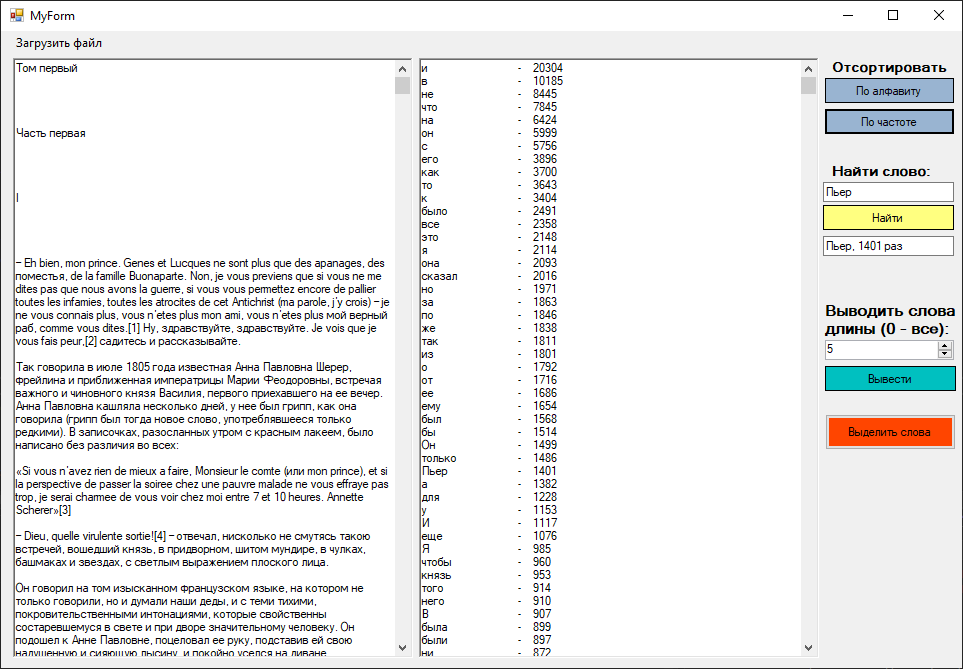 MyForm
Загрузить файл
Том первый
Часть первая
I
– Eh bien, mon prince. Genes et Lucques ne sont plus que des apanages, des
поместья, de la famille Buonaparte. Non, je vous previens que si vous ne me
dites pas que nous avons la guerre, si vous vous permettez encore de pallier
toutes les infamies, toutes les atrocites de cet Antichrist (ma parole, j'y crois) – je
ne vous connais plus, vous n'etes plus mon ami, vous n'etes plus мой верный
раб, comme vous dites.[1] Ну, здравствуйте, здравствуйте. Je vois que je
vous fais peur,[2] садитесь и рассказывайте.
Так говорила в июле 1805 года известная Анна Павловна Шерер,
фрейлина и приближенная императрицы Марии Феодоровны, встречая
важного и чиновного князя Василия, первого приехавшего на ее вечер.
Анна Павловна кашляла несколько дней, у нее был грипп, как она
говорила (грипп был тогда новое слово, употреблявшееся только
редкими). В записочках, разосланных утром с красным лакеем, было
написано без различия во всех:
«Si vous n'avez rien de mieux a faire, Monsieur le comte (или mon prince), et si
la perspective de passer la soiree chez une pauvre malade ne vous effraye pas
trop, je serai charmee de vous voir chez moi entre 7 et 10 heures. Annette
Scherer»[3]
– Dieu, quelle virulente sortie![4] – отвечал, нисколько не смутясь такою
встречей, вошедший князь, в придворном, шитом мундире, в чулках,
башмаках и звездах, с светлым выражением плоского лица.
Он говорил на том изысканном французском языке, на котором не
только говорили, но и думали наши деды, и с теми тихими,
покровительственными интонациями, которые свойственны
состаревшемуся в свете и при дворе значительному человеку. Он
подошел к Анне Павловне, поцеловал ее руку, подставив ей свою
надушенную и сияющую лысину, и покойно уселся на диване.
и - 20304
в - 10185
не - 8445
что - 7845
на - 6424
он - 5999
с - 5756
его - 3896
как - 3700
то - 3643
к - 3404
было - 2491
все - 2358
это - 2148
я - 2114
она - 2093
сказал - 2016
но - 1971
за - 1863
по - 1846
же - 1838
так - 1811
из - 1801
о - 1792
от - 1716
ее - 1686
ему - 1654
был - 1568
бы - 1514
Он - 1499
только - 1486
Пьер - 1401
а - 1382
для - 1228
у - 1153
И - 1117
еще - 1076
Я - 985
чтобы - 960
князь - 953
того - 914
него - 910
В - 907
была - 899
были - 897
ни - 872
Отсортировать
По алфавиту
По частоте
Найти слово:
Пьер
Найти
Пьер, 1401 раз
Выводить слова
длины (0 - все):
5
Вывести
Выделить слова